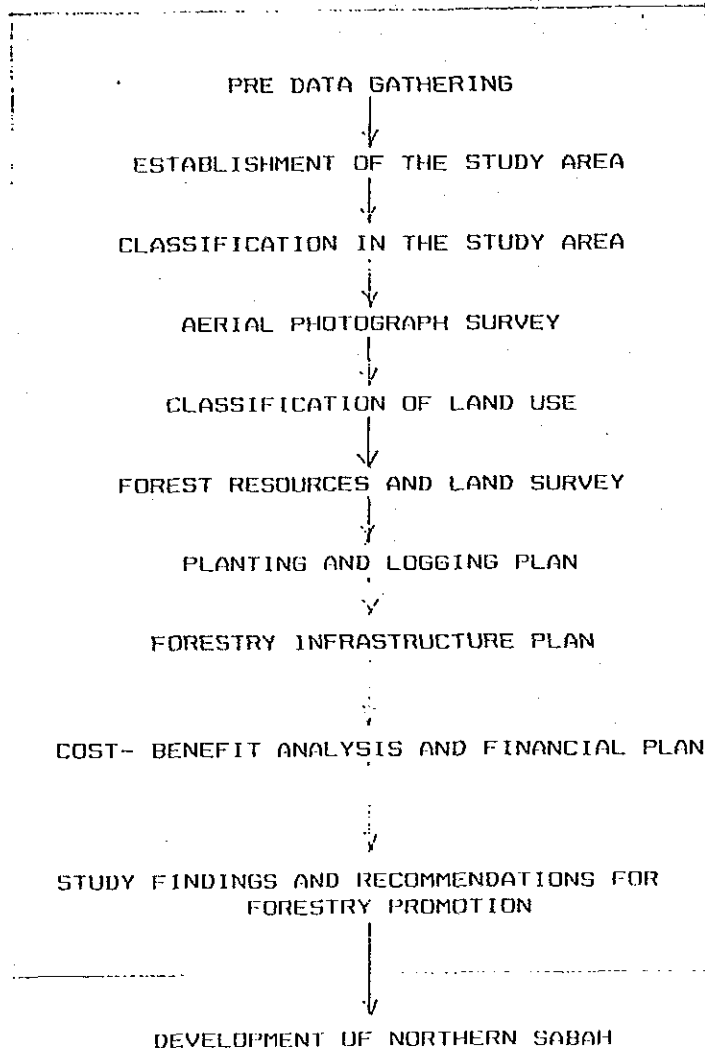 PRE DATA GATHERING
ESTABLISHMENT OF THE STUDY AREA
CLASSIFICATION IN THE STUDY AREA
AERIAL PHOTOGRAPH SURVEY
CLASSIFICATION OF LAND USE
FOREST RESOURCES AND LAND SURVEY
PLANTING AND LOGGING PLAN
FORESTRY INFRASTRUCTURE PLAN
COST- BENEFIT ANALYSIS AND FINANCIAL PLAN
STUDY FINDINGS AND RECOMMENDATIONS FOR
FORESTRY PROMOTION
DEVELOPMENT OF NORTHERN SABAH